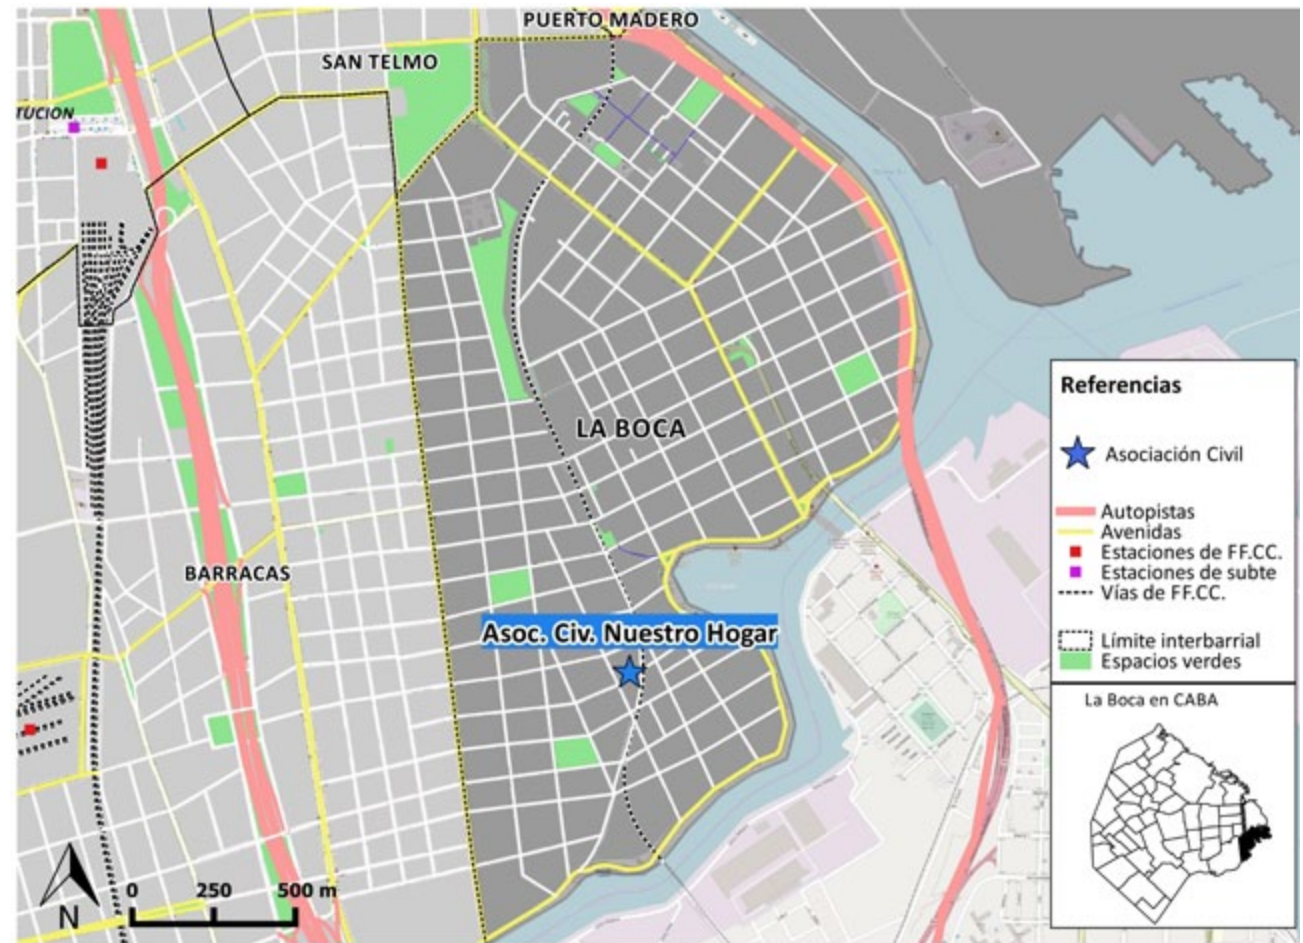 PUERTO MADERO
SAN TELMO
TUCION
LA BOCA
BARRACAS
Asoc. Civ. Nuestro Hogar
0 250 500 m
N
Referencias
Asociación Civil
Autopistas
Avenidas
Estaciones de FF.CC.
Estaciones de subte
Vías de FF.CC.
Límite interbarrial
Espacios verdes
La Boca en CABA